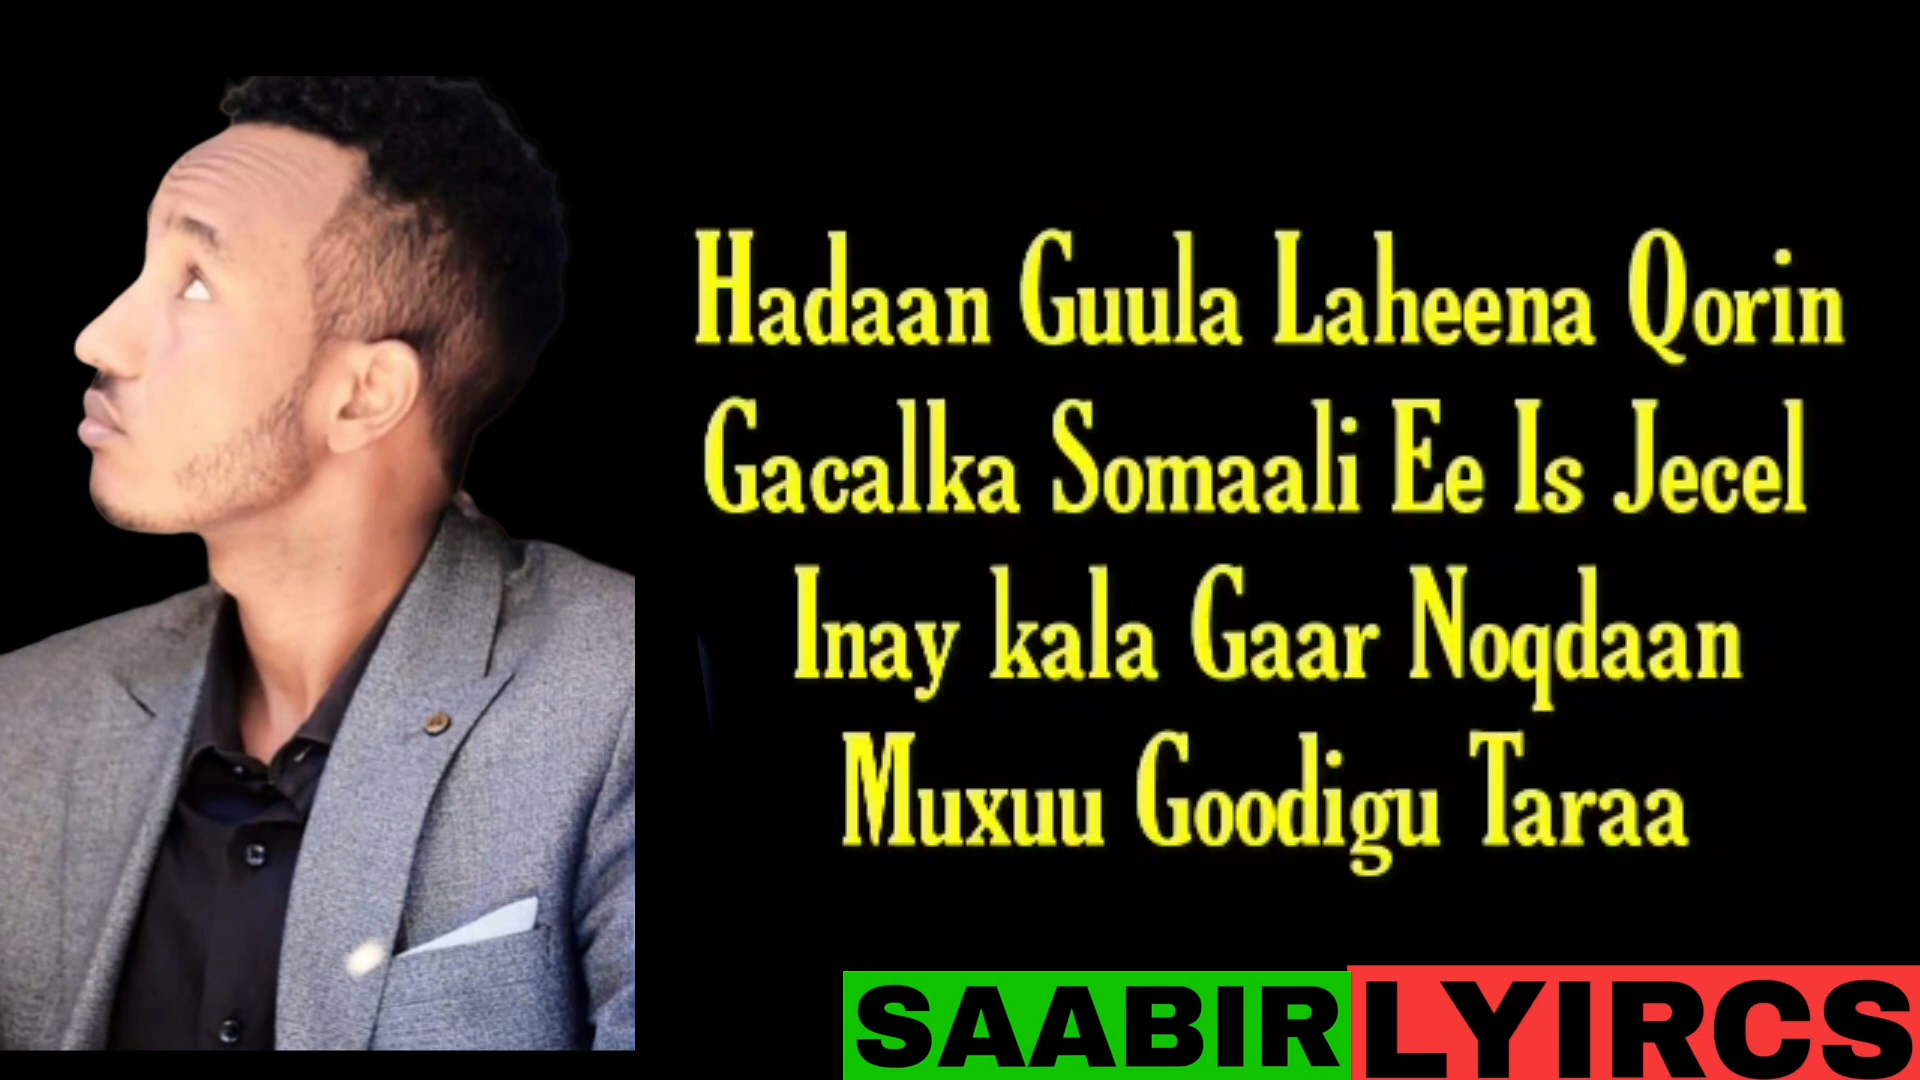 Hadaan Guula Laheena Qorin
Gacalka Somaali Ee Is Jecel
Inay kala Gaar Noqdaan
Muxuu Goodigu Taraa
SAABIR LYIRCS